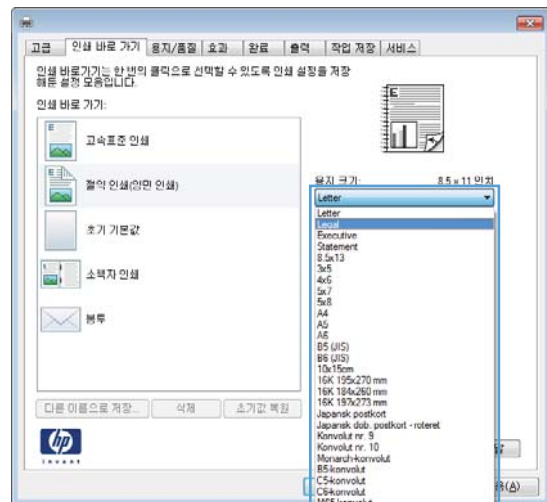 고급 인쇄 바로 가기 용지/품질 효과 완료 출력 작업 저장 서비스
인쇄 바로가기는 한 번의 클릭으로 선택할 수 있도록 인쇄 설정을 저장
해둔 설정 모음입니다.
인쇄 바로 가기:
고속표준 인쇄
절약 인쇄(양면 인쇄)
초기 기본값
소책자 인쇄
봉투
용지 크기: 8.5 × 11 인치
Letter
Letter
Legal
Executive
Statement
8.5x13
3x5
4x6
5x7
5x8
A4
A5
A6
B5 (JIS)
B6 (JIS)
10x15cm
16K 195x270 mm
16K 184x260 mm
16K 197x273 mm
Japansk postkort
Japansk dob. postkort - roteret
Konvolut nr. 9
Konvolut nr. 10
Monarch-konvolut
B5-konvolut
C5-konvolut
C6-konvolut
다른 이름으로 저장... 삭제 초기값 복원
hp
invent
(A)